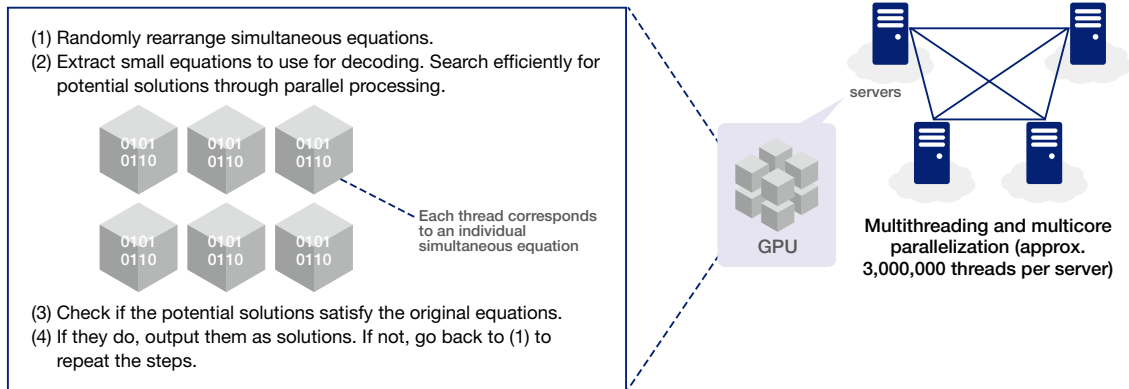 (1) Randomly rearrange simultaneous equations.
(2) Extract small equations to use for decoding. Search efficiently for
potential solutions through parallel processing.
0101 0101 0101
0110 0110 0110
Each thread corresponds
to an individual
simultaneous equation
0101 0101 0101
0110 0110 0110
(3) Check if the potential solutions satisfy the original equations.
(4) If they do, output them as solutions. If not, go back to (1) to
repeat the steps.
servers
GPU
Multithreading and multicore
parallelization (approx.
3,000,000 threads per server)